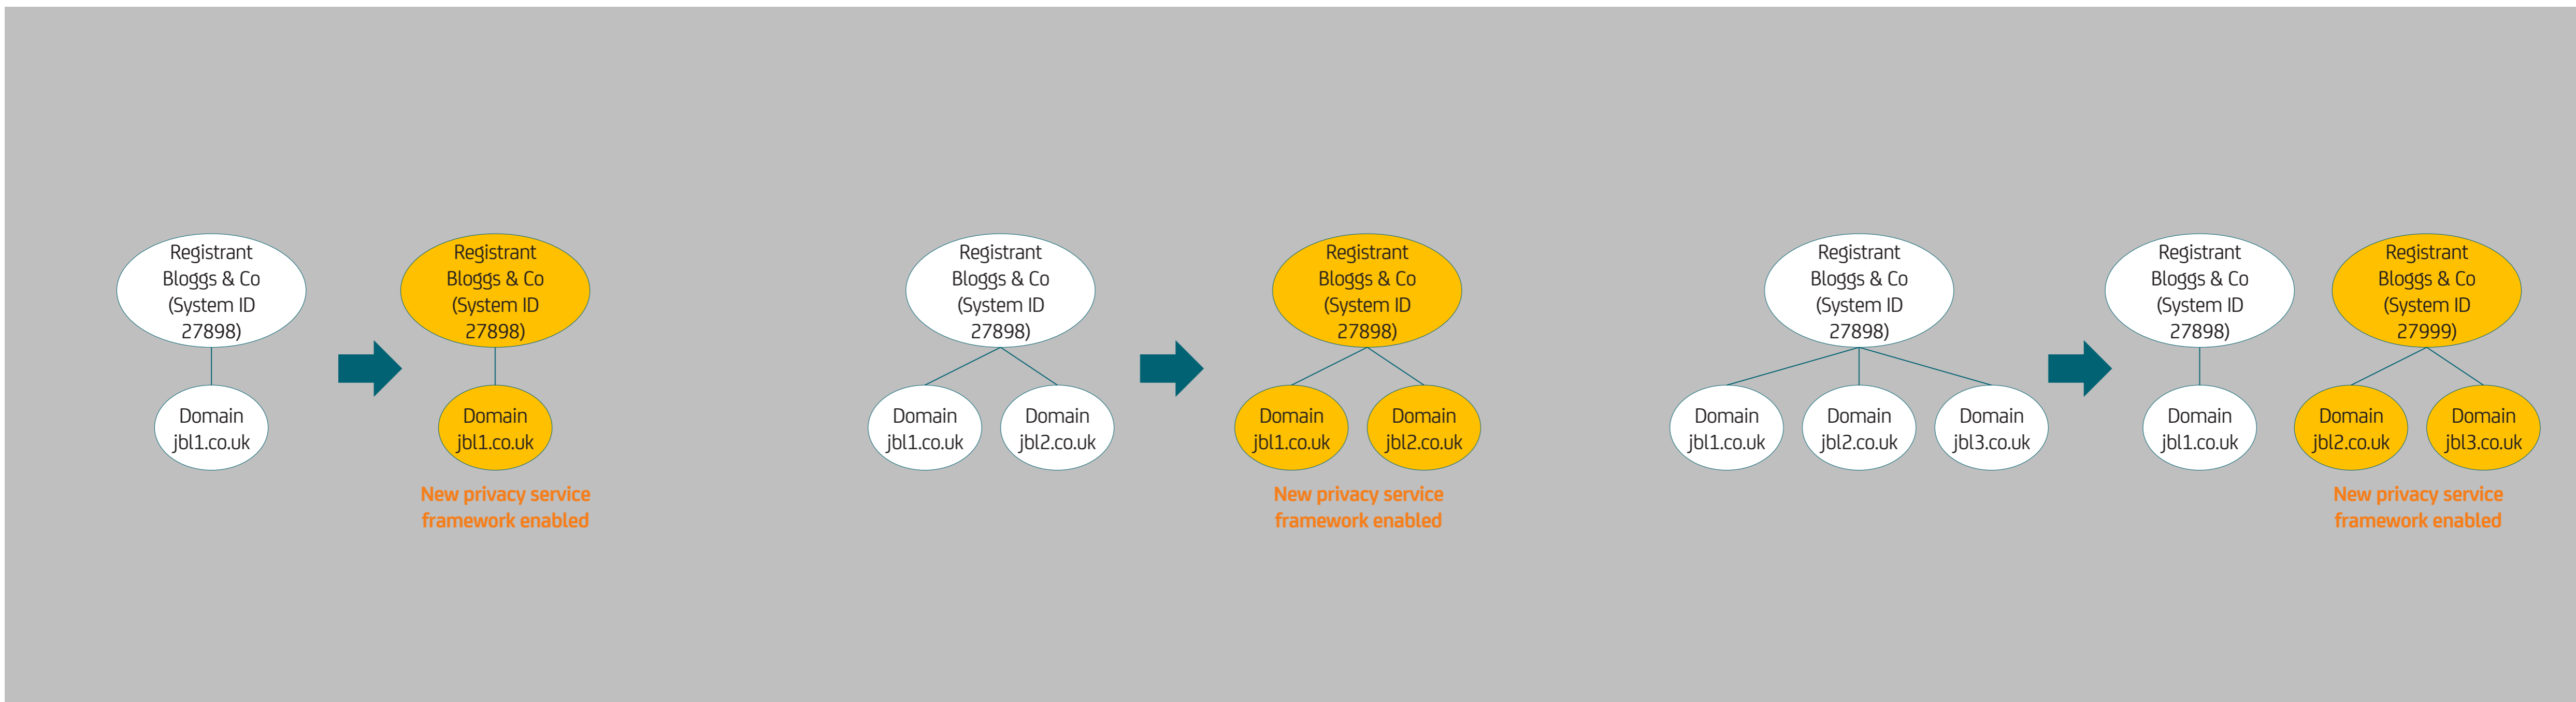 Registrant
Bloggs & Co
(System ID
27898)
Domain
jbl1.co.uk
Registrant
Bloggs & Co
(System ID
27898)
Domain
jbl1.co.uk
New privacy service
framework enabled
Registrant
Bloggs & Co
(System ID
27898)
Domain
jbl1.co.uk
Domain
jbl2.co.uk
Registrant
Bloggs & Co
(System ID
27898)
Domain
jbl1.co.uk
Domain
jbl2.co.uk
New privacy service
framework enabled
Registrant
Bloggs & Co
(System ID
27898)
Domain
jbl1.co.uk
Domain
jbl2.co.uk
Domain
jbl3.co.uk
Registrant
Bloggs & Co
(System ID
27898)
Domain
jbl1.co.uk
Registrant
Bloggs & Co
(System ID
27999)
Domain
jbl2.co.uk
Domain
jbl3.co.uk
New privacy service
framework enabled